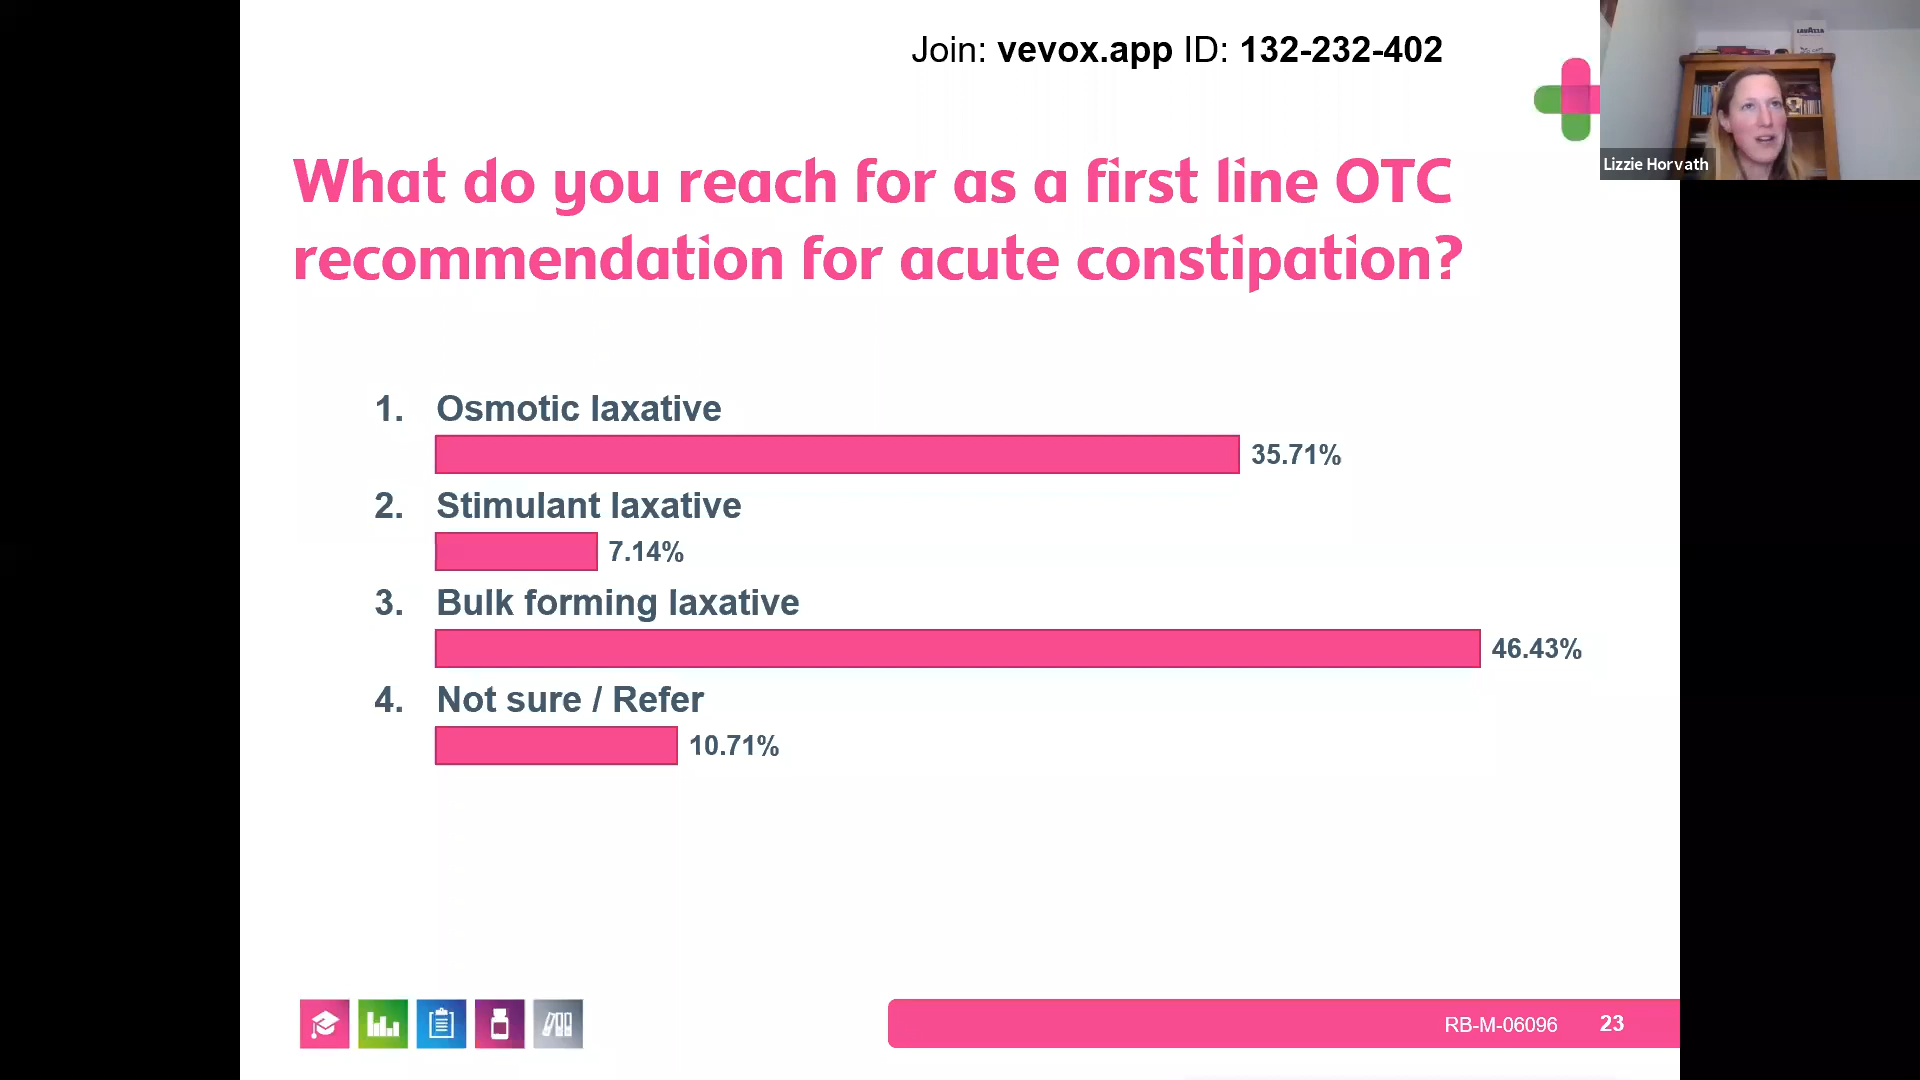 Join: vevox.app ID: 132-232-402
LAVAZZA
Lizzie Horvath
What do you reach for as a first line OTC
recommendation for acute constipation?
1. Osmotic laxative
35.71%
2. Stimulant laxative
7.14%
3. Bulk forming laxative
46.43%
4. Not sure / Refer
10.71%
RB-M-06096 23